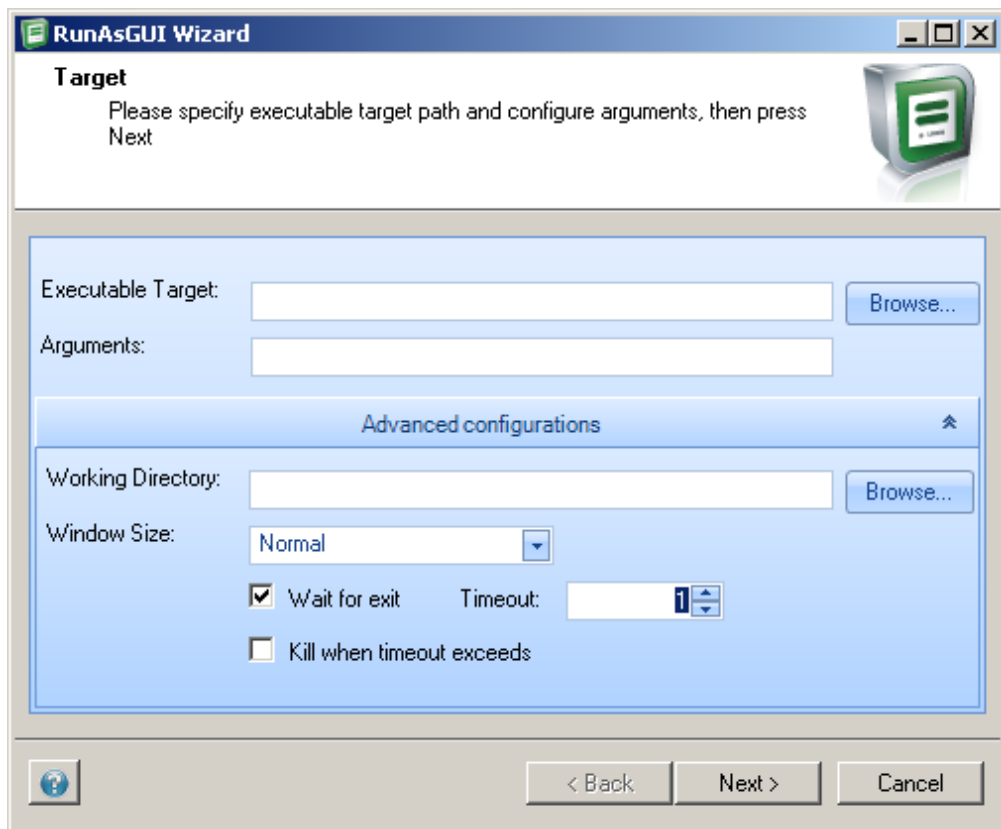 RunAsGUI Wizard
Target
Please specify executable target path and configure arguments, then press
Next
Executable Target:
Browse...
Arguments:
Advanced configurations
Working Directory:
Browse...
Window Size:
Normal
Wait for exit
Timeout:
1
Kill when timeout exceeds
< Back
Next >
Cancel